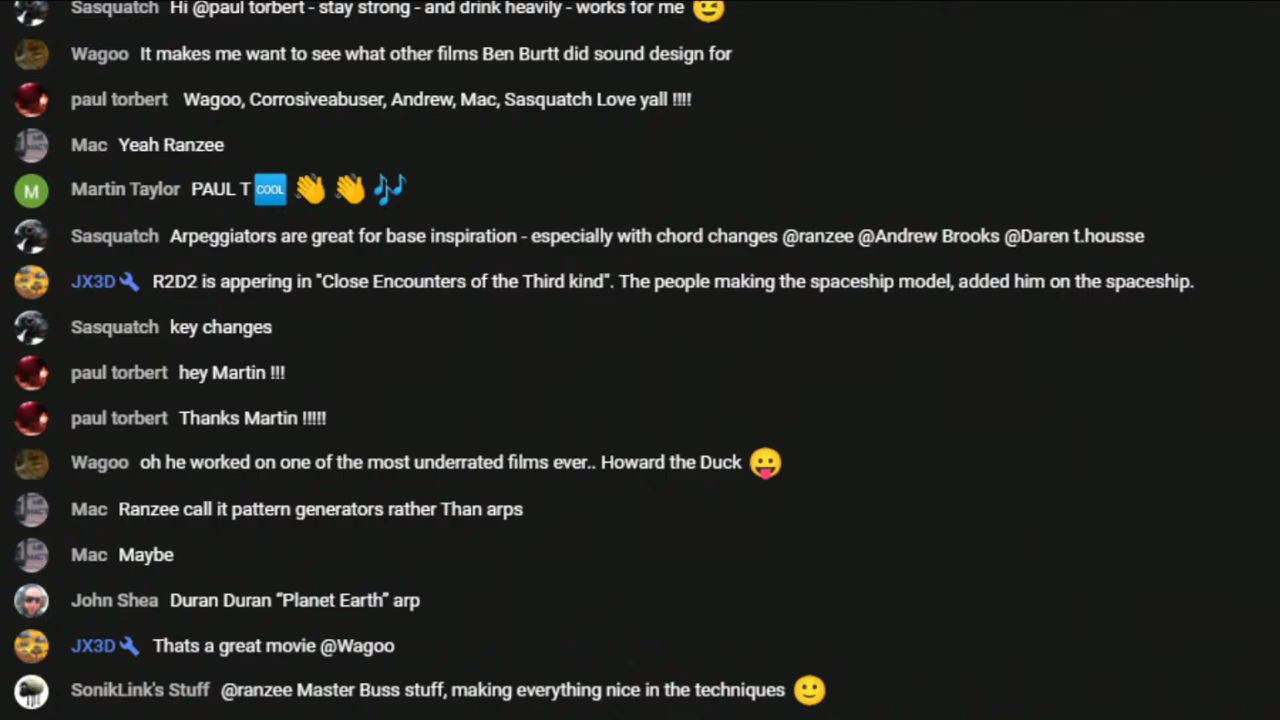 Sasquatch Hi @paul torbert - stay strong - and drink heavily - works for me 😉
Wagoo It makes me want to see what other films Ben Burtt did sound design for
paul torbert Wagoo, Corrosiveabuser, Andrew, Mac, Sasquatch Love yall !!!!
Mac Yeah Ranzee
M Martin Taylor PAUL T 🆒 👏 👏 🎶
Sasquatch Arpeggiators are great for base inspiration - especially with chord changes @ranzee @Andrew Brooks @Daren t.housse
JX3D R2D2 is appering in "Close Encounters of the Third kind". The people making the spaceship model, added him on the spaceship.
Sasquatch key changes
paul torbert hey Martin !!!
paul torbert Thanks Martin !!!!!
Wagoo oh he worked on one of the most underrated films ever.. Howard the Duck 😛
Mac Ranzee call it pattern generators rather Than arps
Mac Maybe
John Shea Duran Duran “Planet Earth” arp
JX3D Thats a great movie @Wagoo
SonikLink's Stuff @ranzee Master Buss stuff, making everything nice in the techniques 🙂